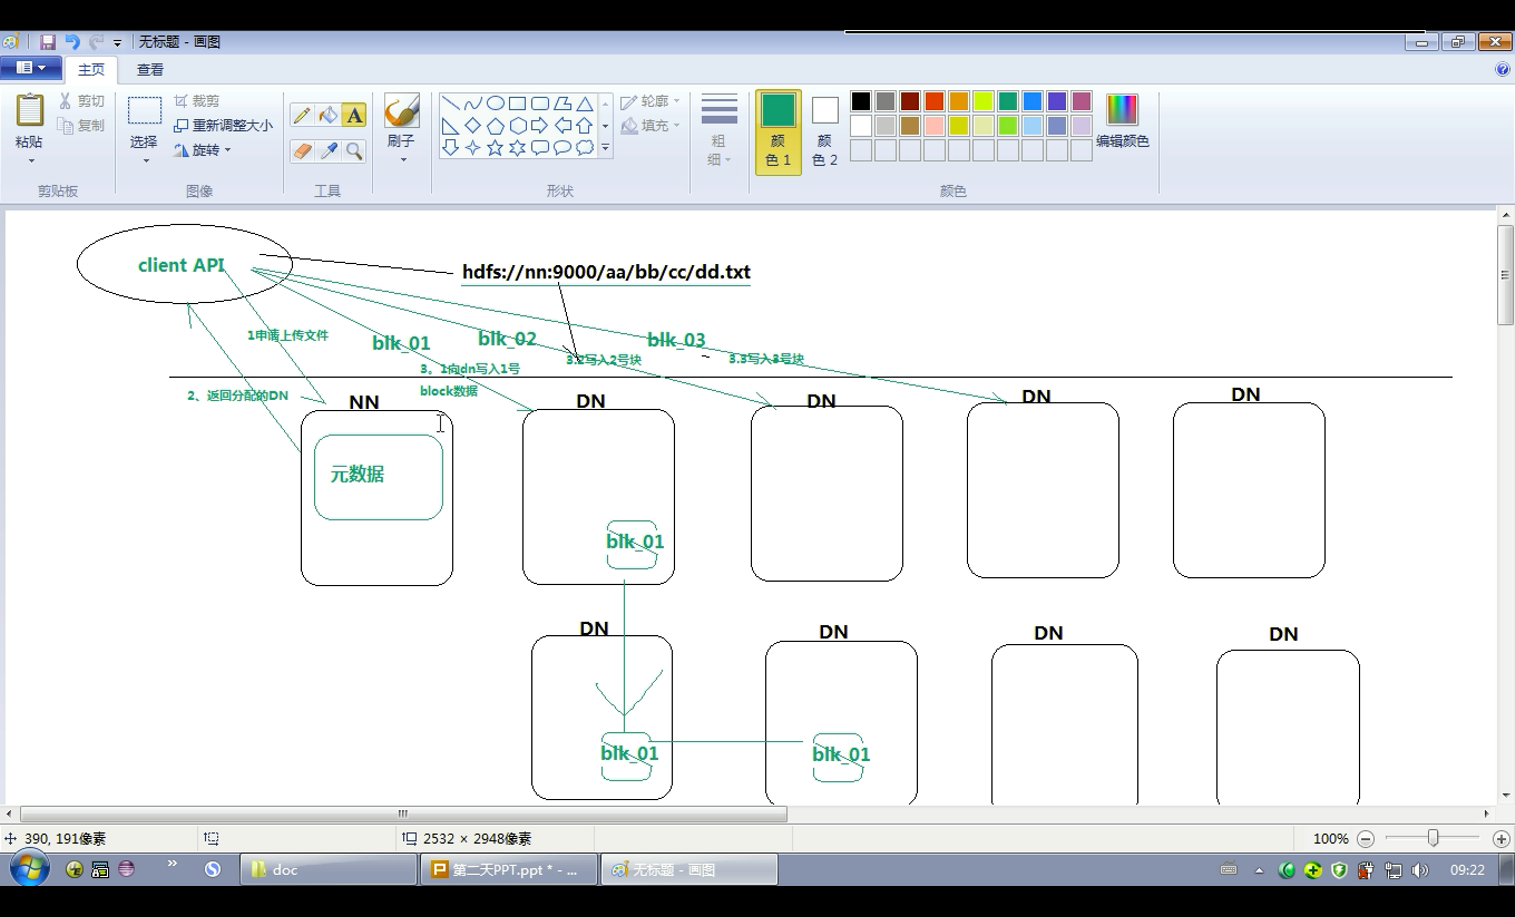 无标题 - 画图
主页
查看
粘贴
剪切
复制
剪贴板
选择
裁剪
重新调整大小
旋转
图像
A
工具
刷子
轮廓
填充
形状
粗
细
颜
色 1
颜
色 2
编辑颜色
颜色
client API
hdfs://nn:9000/aa/bb/cc/dd.txt
1申请上传文件
blk_01
blk_02
blk_03
3。1向dn写入1号
block数据
3.2写入2号块
3.3写入3号块
2、返回分配的DN
NN
DN
DN
DN
DN
元数据
blk_01
DN
DN
DN
DN
blk_01
blk_01
390, 191像素
2532 × 2948像素
100%
doc
第二天PPT.ppt * - ...
无标题 - 画图
09:22